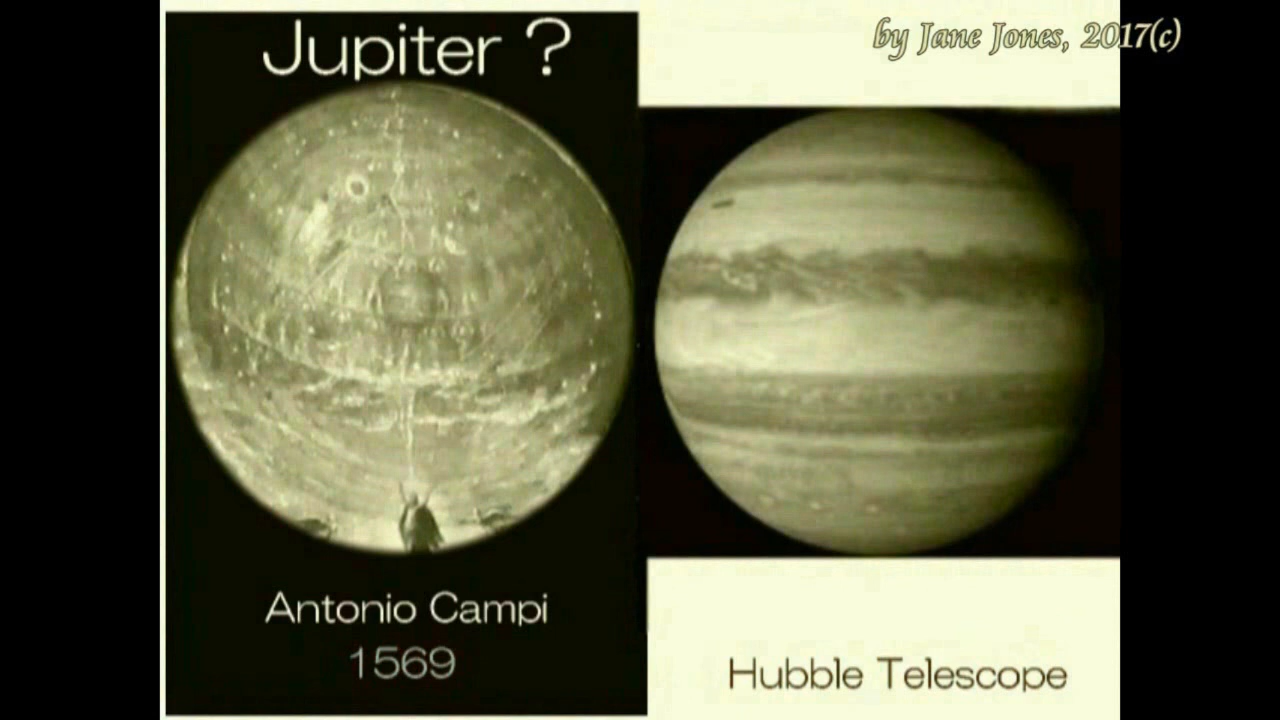 Jupiter ?
by Jane Jones, 2017(c)
Antonio Campi
1569
Hubble Telescope